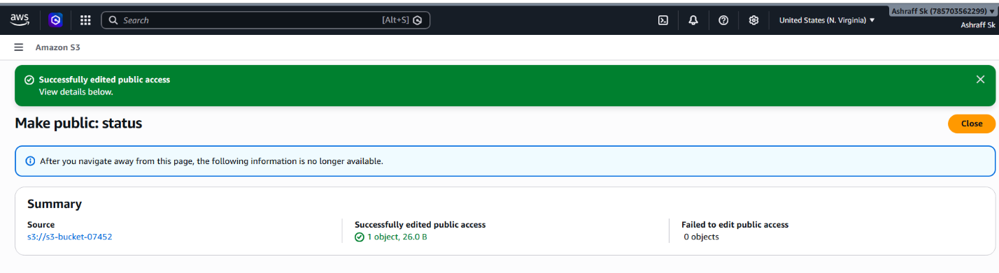 aws
Search [Alt+S]
United States (N. Virginia) ▼
Ashraff Sk (785703562299) ▼
Ashraff Sk
Amazon S3
Successfully edited public access
View details below.
Make public: status
Close
After you navigate away from this page, the following information is no longer available.
Summary
Source
s3://s3-bucket-07452
Successfully edited public access
1 object, 26.0 B
Failed to edit public access
0 objects